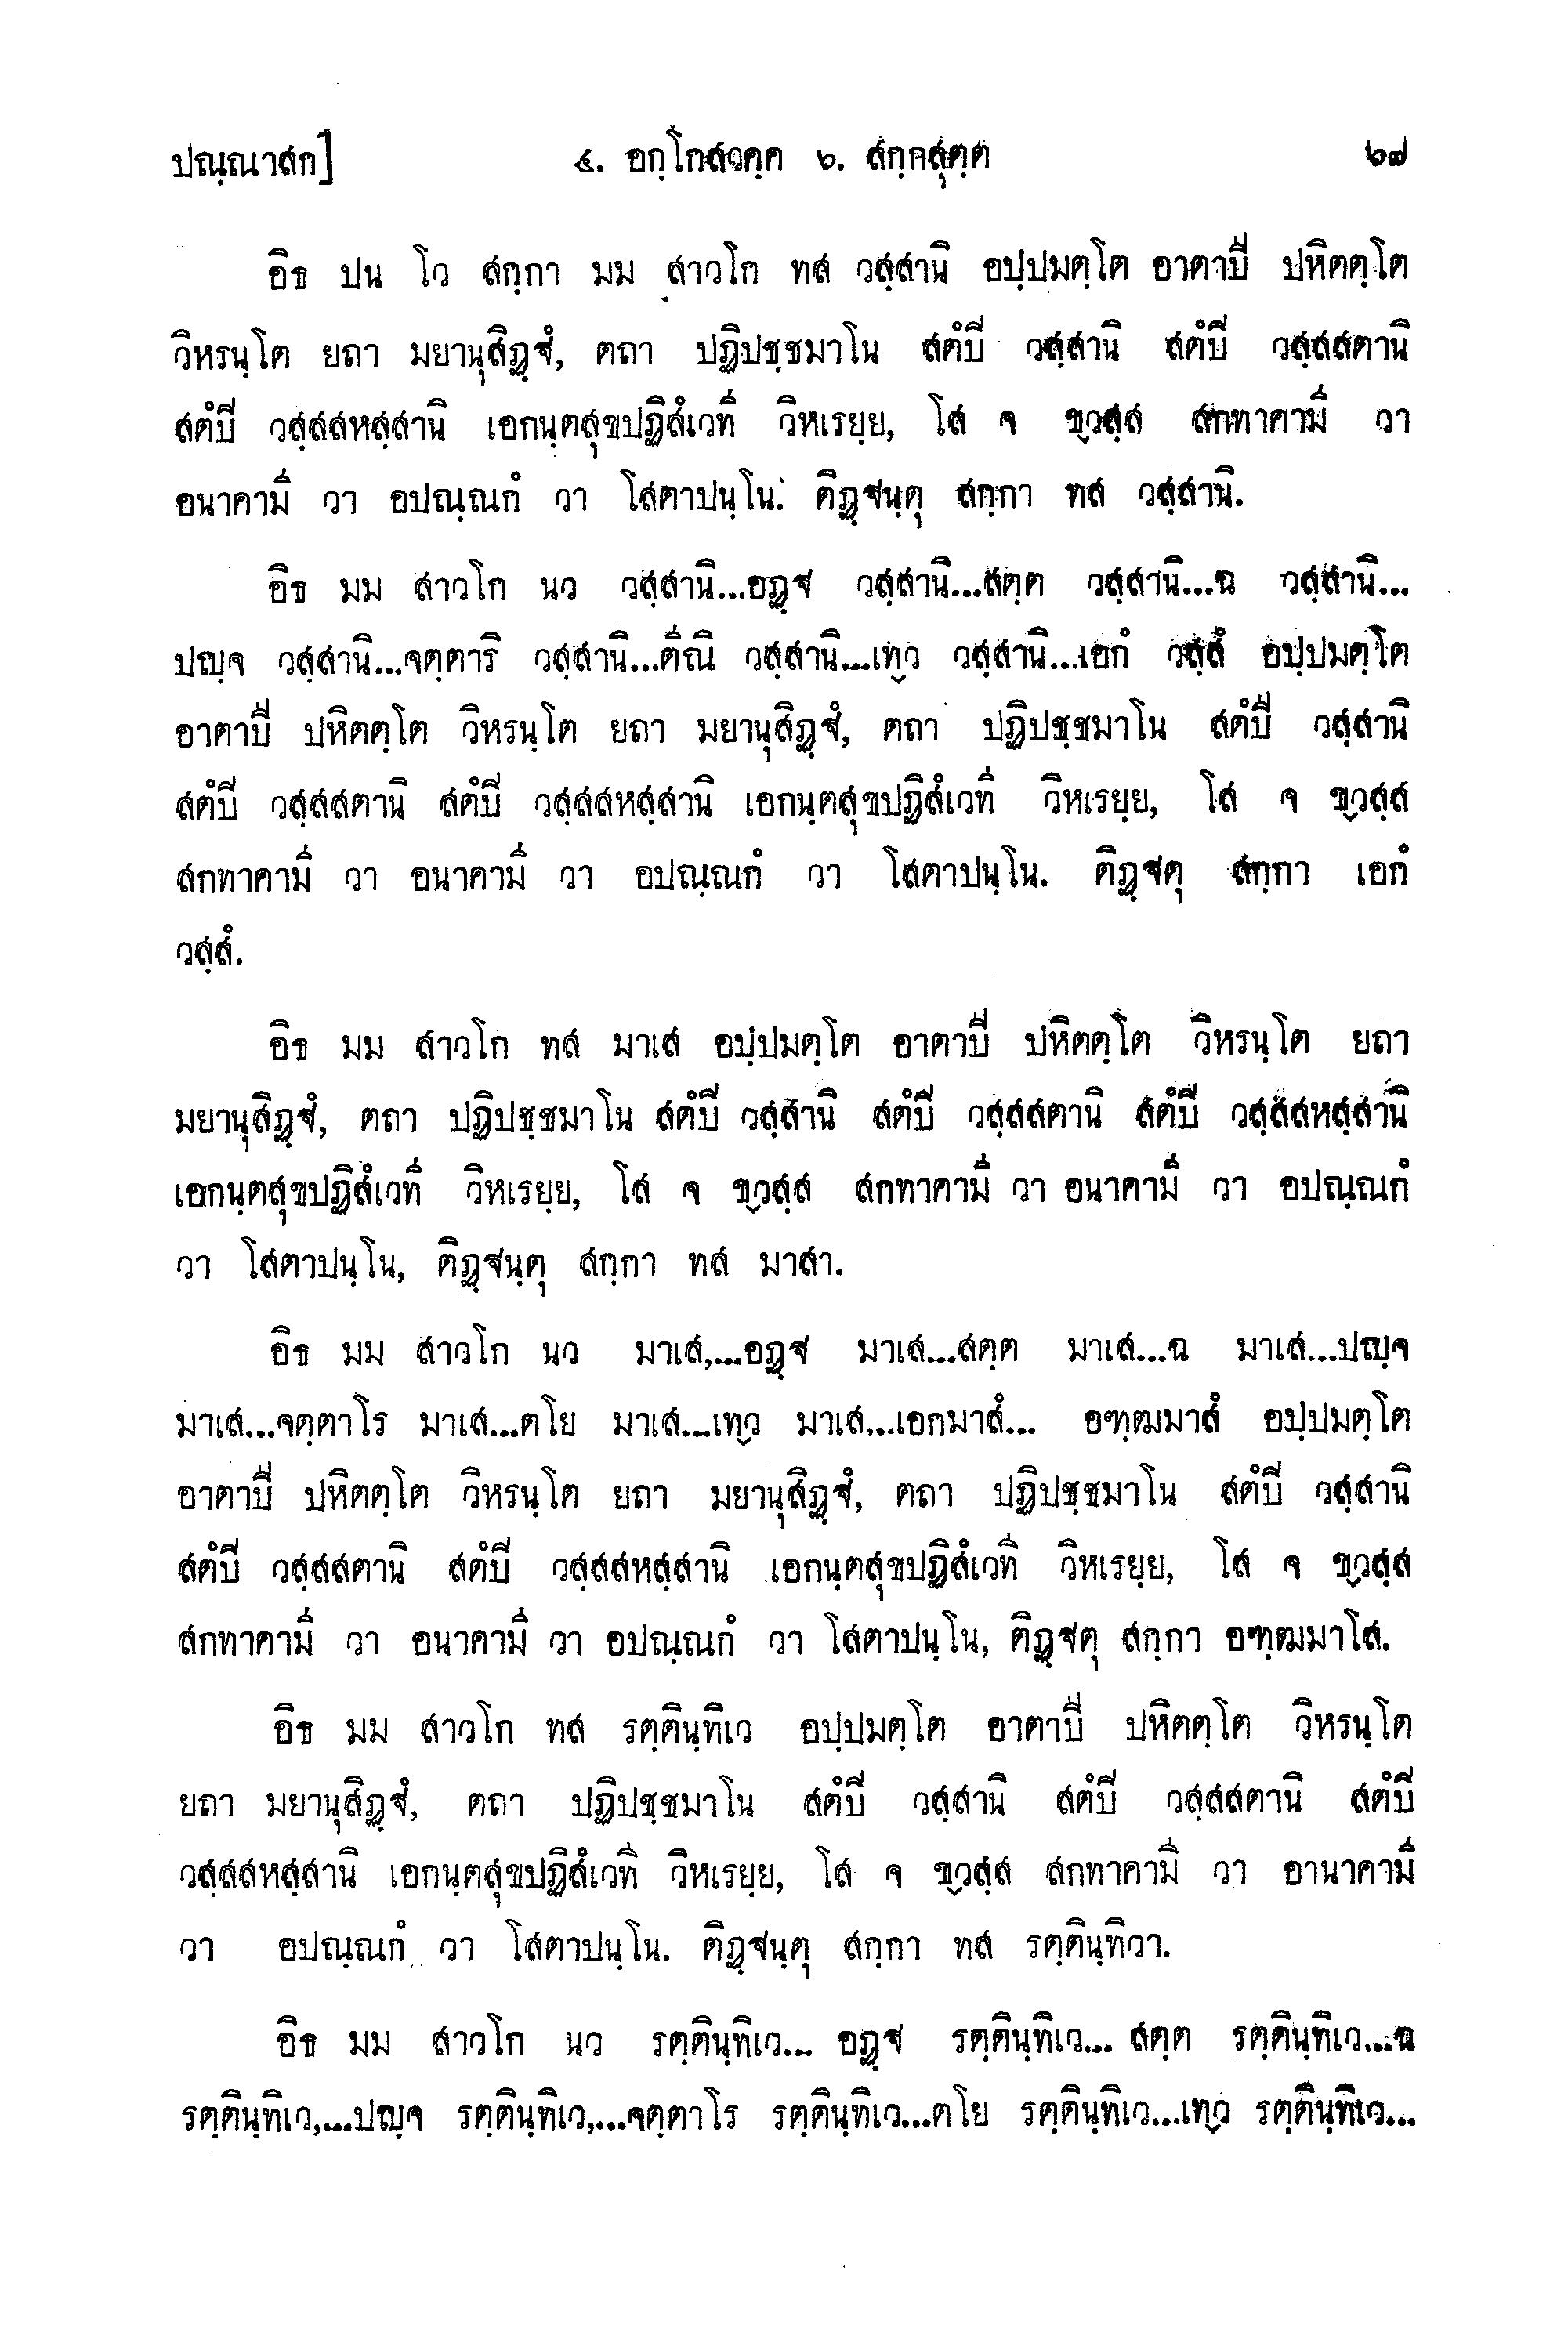 ปณฺณาสก]	๕. อกฺโกสวคฺค ๖. สกฺกสุตฺต	๖๗
อิธ ปน โว สกฺกา มม สาวโก ทส วสฺสานิ อปฺปมตฺโต อาตาปี ปหิตตฺโต
วิหรนฺโต ยถา มยานุสิฏฺฐํ, ตถา ปฏิปชฺชมาโน สตํปี วสฺสานิ สตํปี วสฺสสตานิ
สตํปี วสฺสสหสฺสานิ เอกนฺตสุขปฏิสํเวที วิหเรยฺย, โส จ ขฺวสฺส สกทาคามี วา
อนาคามี วา อปณฺณกํ วา โสตาปนฺโน. ติฏฺฐนฺตุ สกฺกา ทส วสฺสานิ.
อิธ มม สาวโก นว วสฺสานิ...อฏฺฐ วสฺสานิ...สตฺต วสฺสานิ...ฉ วสฺสานิ...
ปญฺจ วสฺสานิ...จตฺตาริ วสฺสานิ...ตีณิ วสฺสานิ...เทฺว วสฺสานิ...เอกํ วสฺสํ อปฺปมตฺโต
อาตาปี ปหิตตฺโต วิหรนฺโต ยถา มยานุสิฏฺฐํ, ตถา ปฏิปชฺชมาโน สตํปี วสฺสานิ
สตํปี วสฺสสตานิ สตํปี วสฺสสหสฺสานิ เอกนฺตสุขปฏิสํเวที วิหเรยฺย, โส จ ขฺวสฺส
สกทาคามี วา อนาคามี วา อปณฺณกํ วา โสตาปนฺโน. ติฏฺฐตุ สกฺกา เอกํ
วสฺสํ.
อิธ มม สาวโก ทส มาเส อปฺปมตฺโต อาตาปี ปหิตตฺโต วิหรนฺโต ยถา
มยานุสิฏฺฐํ, ตถา ปฏิปชฺชมาโน สตํปี วสฺสานิ สตํปี วสฺสสตานิ สตํปี วสฺสสหสฺสานิ
เอกนฺตสุขปฏิสํเวที วิหเรยฺย, โส จ ขฺวสฺส สกทาคามี วา อนาคามี วา อปณฺณกํ
วา โสตาปนฺโน, ติฏฺฐนฺตุ สกฺกา ทส มาสา.
อิธ มม สาวโก นว มาเส,...อฏฺฐ มาเส...สตฺต มาเส...ฉ มาเส...ปญฺจ
มาเส...จตฺตาโร มาเส...ตโย มาเส...เทฺว มาเส...เอกมาสํ... อฑฺฒมาสํ อปฺปมตฺโต
อาตาปี ปหิตตฺโต วิหรนฺโต ยถา มยานุสิฏฺฐํ, ตถา ปฏิปชฺชมาโน สตํปี วสฺสานิ
สตํปี วสฺสสตานิ สตํปี วสฺสสหสฺสานิ เอกนฺตสุขปฏิสํเวที วิหเรยฺย, โส จ ขฺวสฺส
สกทาคามี วา อนาคามี วา อปณฺณกํ วา โสตาปนฺโน, ติฏฺฐตุ สกฺกา อฑฺฒมาโส.
อิธ มม สาวโก ทส รตฺตินฺทิเว อปฺปมตฺโต อาตาปี ปหิตตฺโต วิหรนฺโต
ยถา มยานุสิฏฺฐํ, ตถา ปฏิปชฺชมาโน สตํปี วสฺสานิ สตํปี วสฺสสตานิ สตํปี
วสฺสสหสฺสานิ เอกนฺตสุขปฏิสํเวที วิหเรยฺย, โส จ ขฺวสฺส สกทาคามี วา อานาคามี
วา อปณฺณกํ วา โสตาปนฺโน. ติฏฺฐนฺตุ สกฺกา ทส รตฺตินฺทิวา.
อิธ มม สาวโก นว รตฺตินฺทิเว... อฏฺฐ รตฺตินฺทิเว... สตฺต รตฺตินฺทิเว...ฉ
รตฺตินฺทิเว,...ปญฺจ รตฺตินฺทิเว,...จตฺตาโร รตฺตินฺทิเว...ตโย รตฺตินฺทิเว...เทฺว รตฺตินฺทิเว...